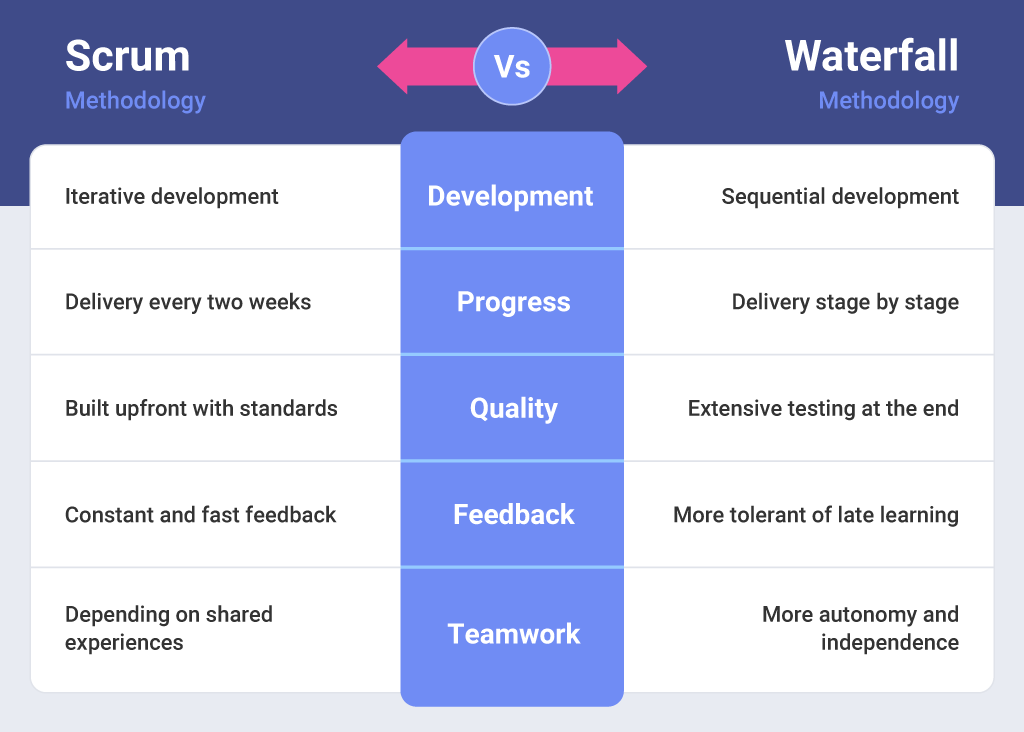 Scrum
Methodology
Vs
Waterfall
Methodology
Iterative development
Development
Sequential development
Delivery every two weeks
Progress
Delivery stage by stage
Built upfront with standards
Quality
Extensive testing at the end
Constant and fast feedback
Feedback
More tolerant of late learning
Depending on shared
experiences
Teamwork
More autonomy and
independence